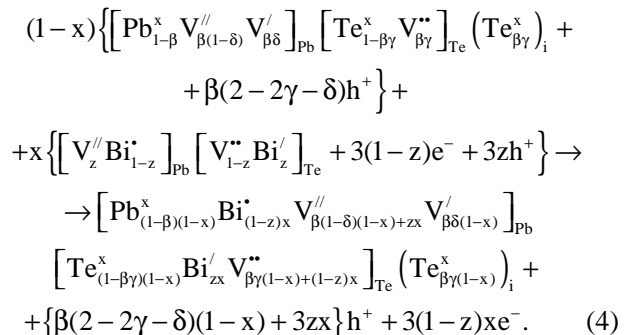 (1−x){[Pb^x_{1−β} V^{//}_{β(1−δ)} V^/_{βδ}]_{Pb} [Te^x_{1−βγ} V^{••}_{βγ}]_{Te} (Te^x_{βγ})_i +
+ β(2 − 2γ − δ)h^+} +
+x{[V^{//}_z Bi^•_{1−z}]_{Pb} [V^{••}_{1−z} Bi^/_z]_{Te} + 3(1−z)e^− + 3zh^+} →
→ [Pb^x_{(1−β)(1−x)} Bi^•_{(1−z)x} V^{//}_{β(1−δ)(1−x)+zx} V^/_{βδ(1−x)}]_{Pb}
[Te^x_{(1−βγ)(1−x)} Bi^/_{zx} V^{••}_{βγ(1−x)+(1−z)x}]_{Te} (Te^x_{βγ(1−x)})_i +
+{β(2 − 2γ − δ)(1−x) + 3zx}h^+ + 3(1−z)xe^−. (4)